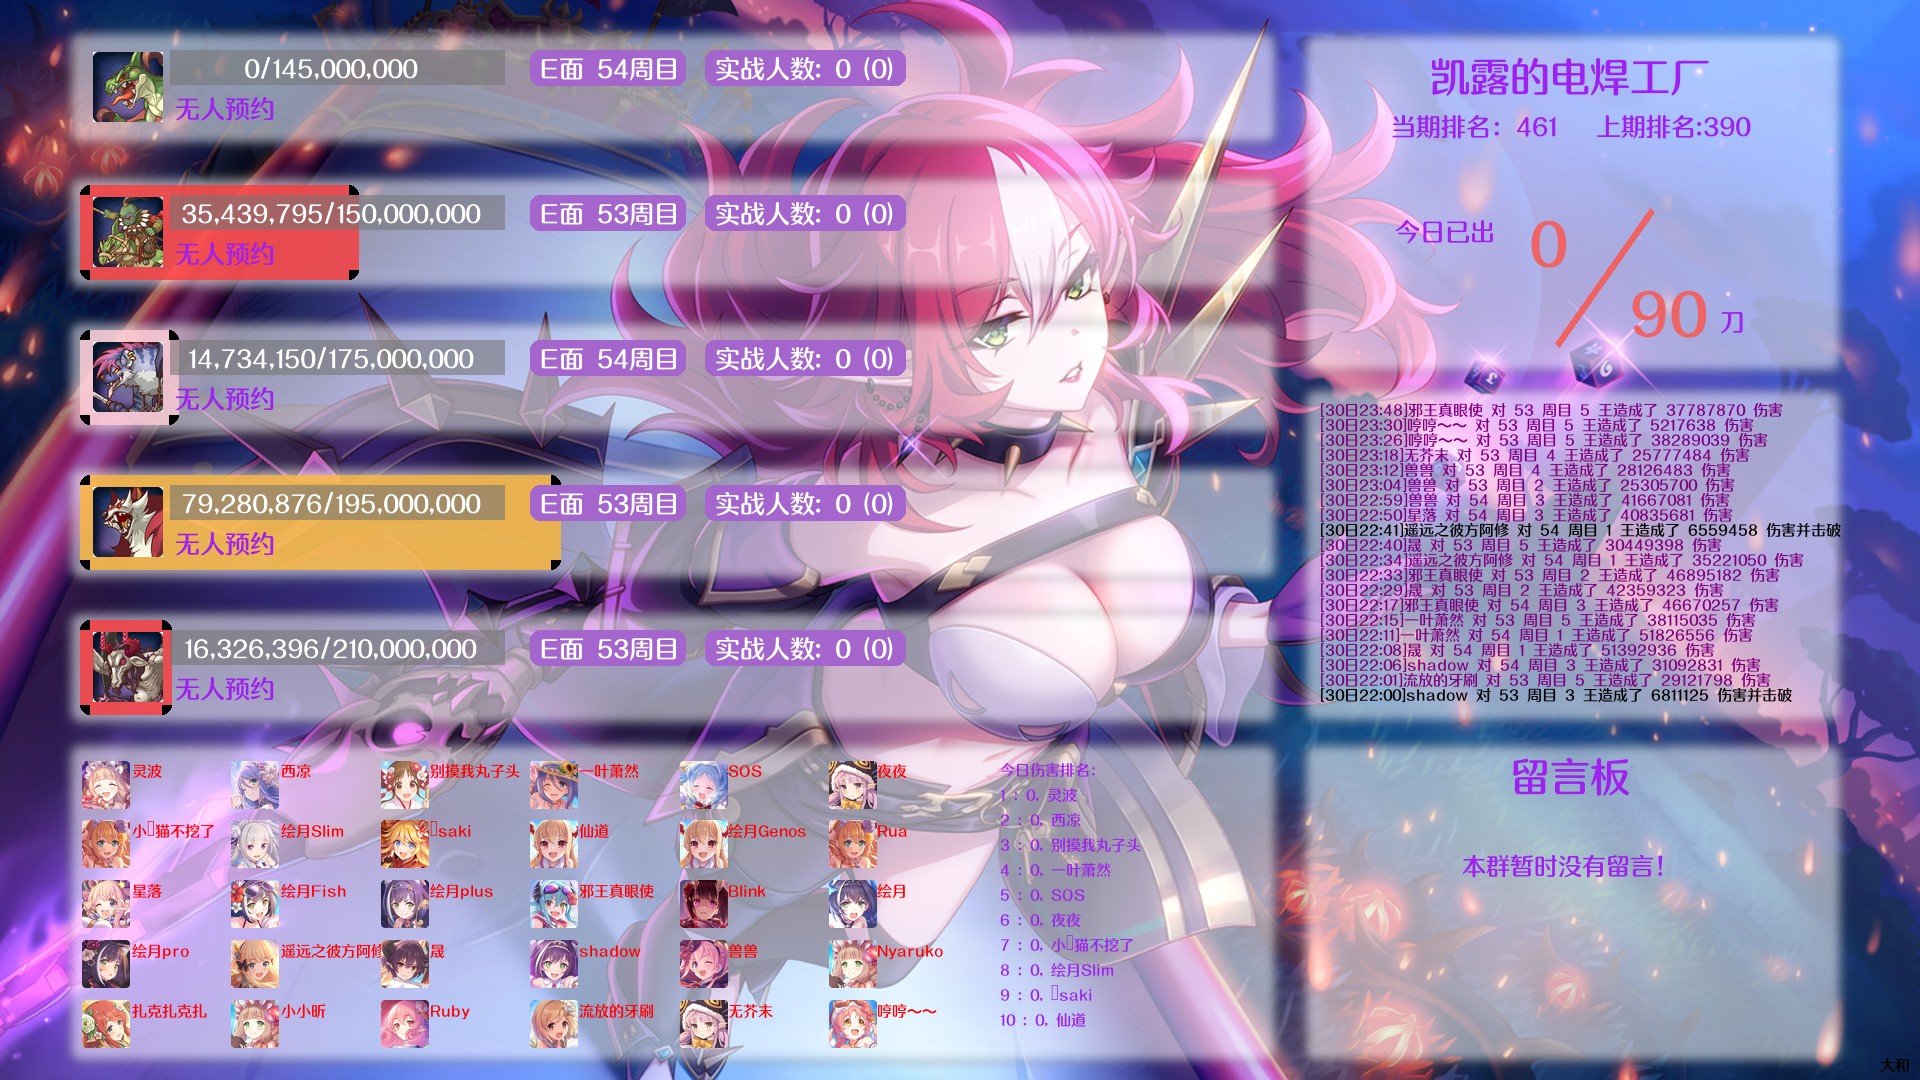 0/145,000,000
E面 54周目
实战人数: 0 (0)
无人预约
35,439,795/150,000,000
E面 53周目
实战人数: 0 (0)
无人预约
14,734,150/175,000,000
E面 54周目
实战人数: 0 (0)
无人预约
79,280,876/195,000,000
E面 53周目
实战人数: 0 (0)
无人预约
16,326,396/210,000,000
E面 53周目
实战人数: 0 (0)
无人预约
灵波 西凉 别摸我丸子头 一叶萧然 SOS 夜夜
小猫不挖了 绘月Slim saki 仙道 绘月Genos Rua
星落 绘月Fish 绘月plus 邪王真眼使 Blink 绘月
绘月pro 遥远之彼方阿修 晟 shadow 兽兽 Nyaruko
扎克扎克扎 小小昕 Ruby 流放的牙刷 无芥末 哼哼～～
今日伤害排名:
1 : 0, 灵波
2 : 0, 西凉
3 : 0, 别摸我丸子头
4 : 0, 一叶萧然
5 : 0, SOS
6 : 0, 夜夜
7 : 0, 小猫不挖了
8 : 0, 绘月Slim
9 : 0, saki
10 : 0, 仙道
凯露的电焊工厂
当期排名: 461 上期排名:390
今日已出 0/90 刀
[30日23:48]邪王真眼使 对 53 周目 5 王造成了 37787870 伤害
[30日23:30]哼哼～～ 对 53 周目 5 王造成了 5217638 伤害
[30日23:26]哼哼～～ 对 53 周目 5 王造成了 38289039 伤害
[30日23:18]无芥末 对 53 周目 4 王造成了 25777484 伤害
[30日23:12]兽兽 对 53 周目 4 王造成了 28126483 伤害
[30日23:04]兽兽 对 53 周目 2 王造成了 25305700 伤害
[30日22:59]兽兽 对 54 周目 3 王造成了 41667081 伤害
[30日22:50]星落 对 54 周目 3 王造成了 40835681 伤害
[30日22:41]遥远之彼方阿修 对 54 周目 1 王造成了 6559458 伤害并击破
[30日22:40]晟 对 53 周目 5 王造成了 30449398 伤害
[30日22:34]遥远之彼方阿修 对 54 周目 1 王造成了 35221050 伤害
[30日22:33]邪王真眼使 对 53 周目 2 王造成了 46895182 伤害
[30日22:29]晟 对 53 周目 2 王造成了 42359323 伤害
[30日22:17]邪王真眼使 对 54 周目 3 王造成了 46670257 伤害
[30日22:15]一叶萧然 对 53 周目 5 王造成了 38115035 伤害
[30日22:11]一叶萧然 对 54 周目 1 王造成了 51826556 伤害
[30日22:08]晟 对 54 周目 1 王造成了 51392936 伤害
[30日22:06]shadow 对 54 周目 3 王造成了 31092831 伤害
[30日22:01]流放的牙刷 对 53 周目 5 王造成了 29121798 伤害
[30日22:00]shadow 对 53 周目 3 王造成了 6811125 伤害并击破
留言板
本群暂时没有留言!
大和